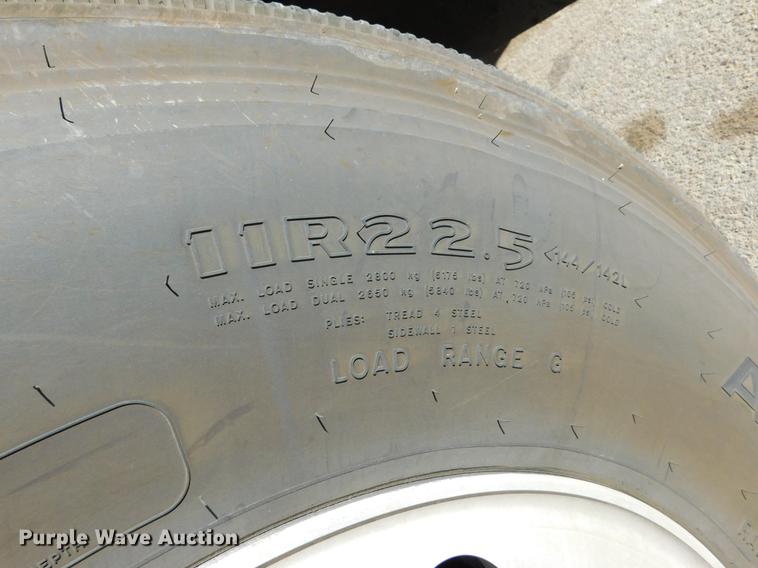 11R22.5 144/142L
MAX. LOAD SINGLE 2800 kg (6175 lbs) AT 720 kPa (105 psi) COLD
MAX. LOAD DUAL 2650 kg (5840 lbs) AT 720 kPa (105 psi) COLD
PLIES: TREAD 4 STEEL
SIDEWALL 1 STEEL
LOAD RANGE G
DEPTH
Purple Wave Auction